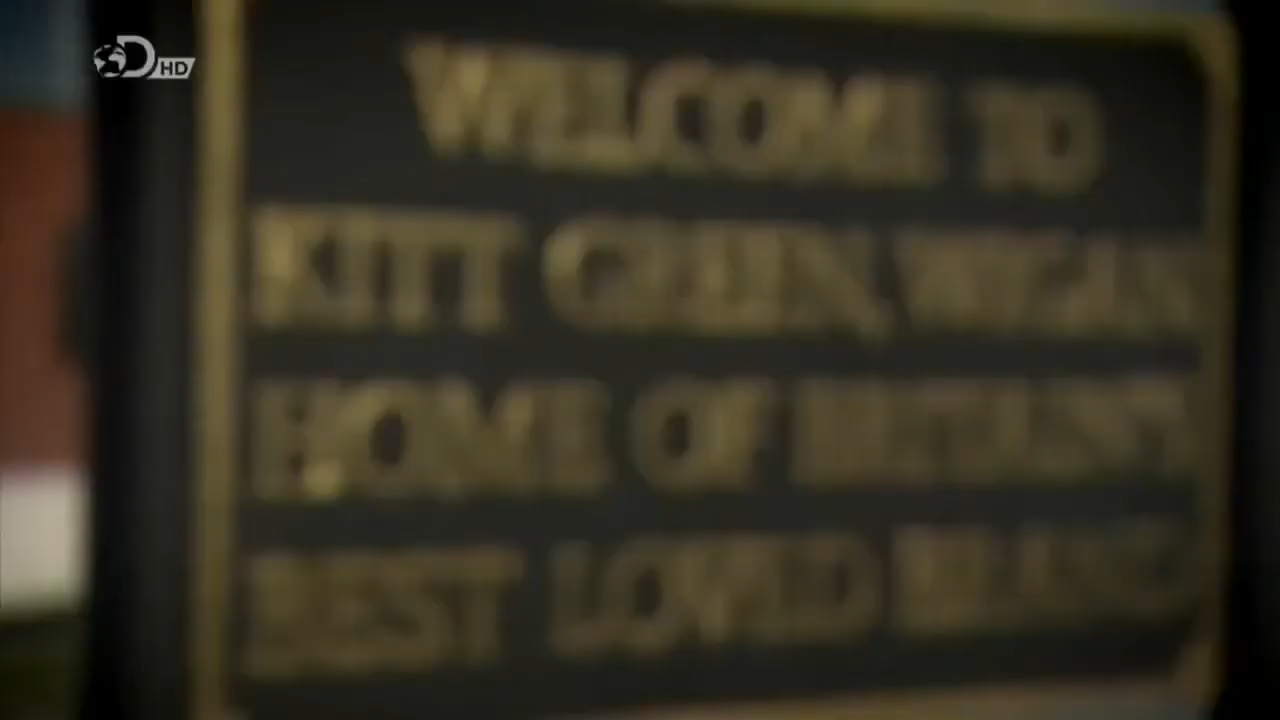 HD
WELCOME TO
KITT GREEN, WIGAN
HOME OF
BEST LOVED